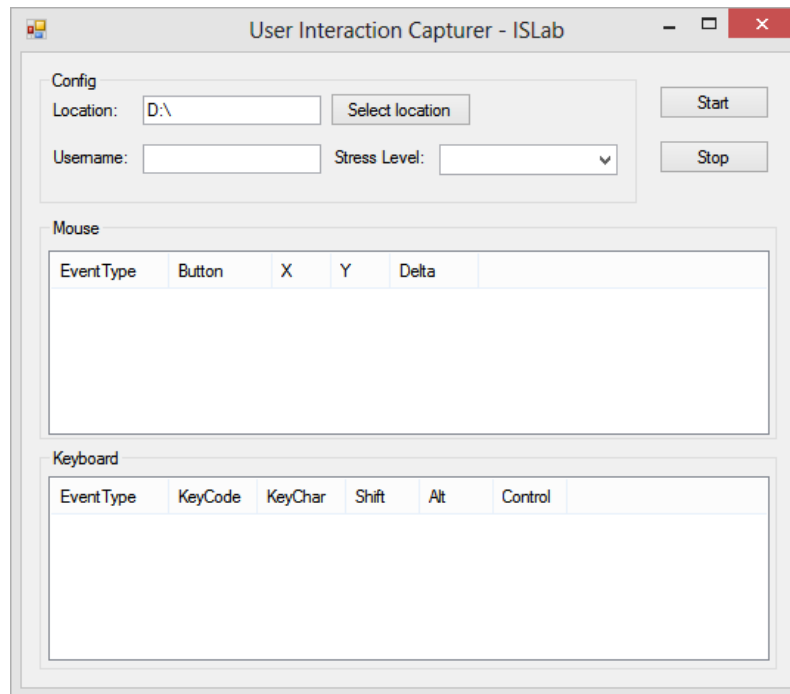 User Interaction Capturer - ISLab
Config
Location: D:\ Select location Start
Username: Stress Level: Stop
Mouse
EventType Button X Y Delta
Keyboard
EventType KeyCode KeyChar Shift Alt Control